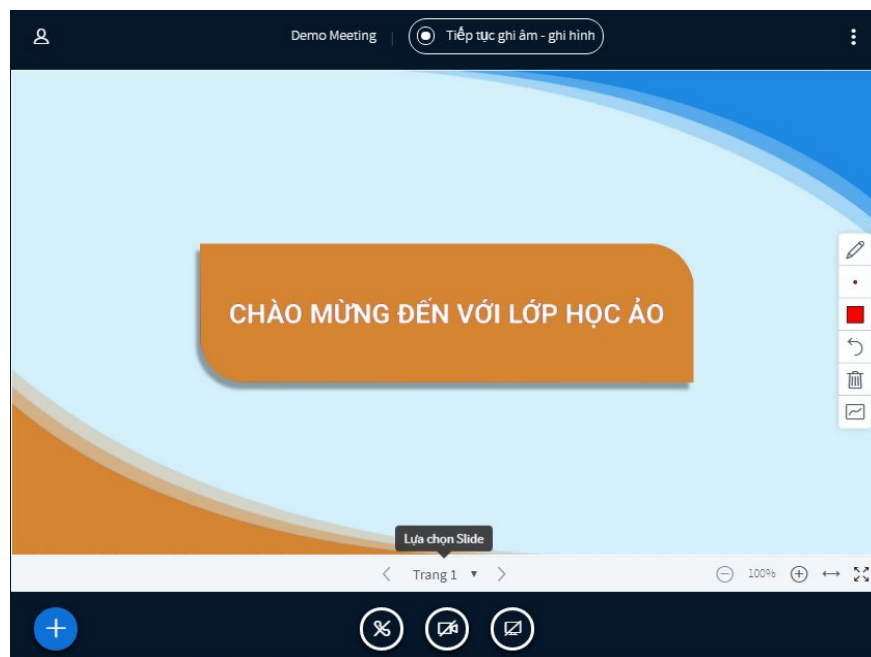 Demo Meeting
Tiếp tục ghi âm - ghi hình
CHÀO MỪNG ĐẾN VỚI LỚP HỌC ẢO
Lựa chọn Slide
Trang 1
100%